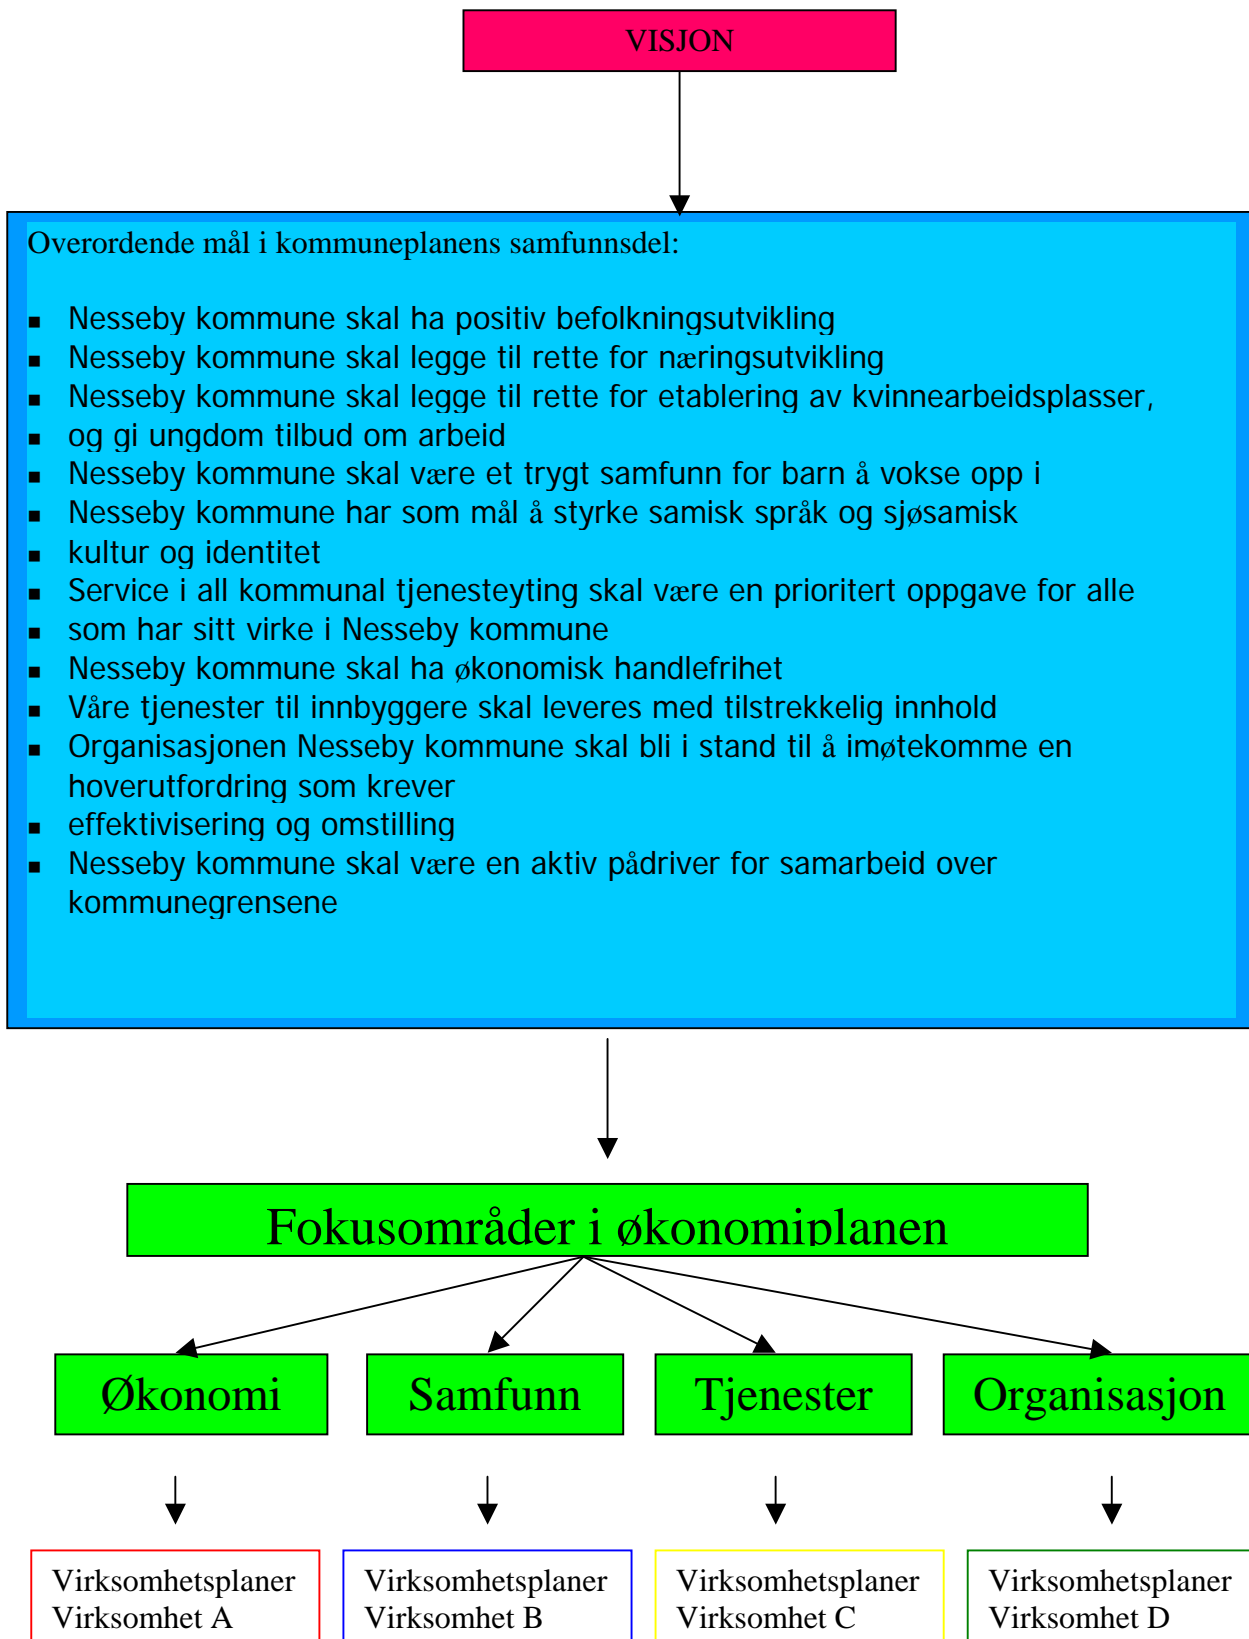 VISJON
Overordende mål i kommuneplanens samfunnsdel:
▪ Nesseby kommune skal ha positiv befolkningsutvikling
▪ Nesseby kommune skal legge til rette for næringsutvikling
▪ Nesseby kommune skal legge til rette for etablering av kvinnearbeidsplasser,
▪ og gi ungdom tilbud om arbeid
▪ Nesseby kommune skal være et trygt samfunn for barn å vokse opp i
▪ Nesseby kommune har som mål å styrke samisk språk og sjøsamisk
▪ kultur og identitet
▪ Service i all kommunal tjenesteyting skal være en prioritert oppgave for alle
▪ som har sitt virke i Nesseby kommune
▪ Nesseby kommune skal ha økonomisk handlefrihet
▪ Våre tjenester til innbyggere skal leveres med tilstrekkelig innhold
▪ Organisasjonen Nesseby kommune skal bli i stand til å imøtekomme en
hoverutfordring som krever
▪ effektivisering og omstilling
▪ Nesseby kommune skal være en aktiv pådriver for samarbeid over
kommunegrensene
Fokusområder i økonomiplanen
Økonomi
Samfunn
Tjenester
Organisasjon
Virksomhetsplaner
Virksomhet A
Virksomhetsplaner
Virksomhet B
Virksomhetsplaner
Virksomhet C
Virksomhetsplaner
Virksomhet D